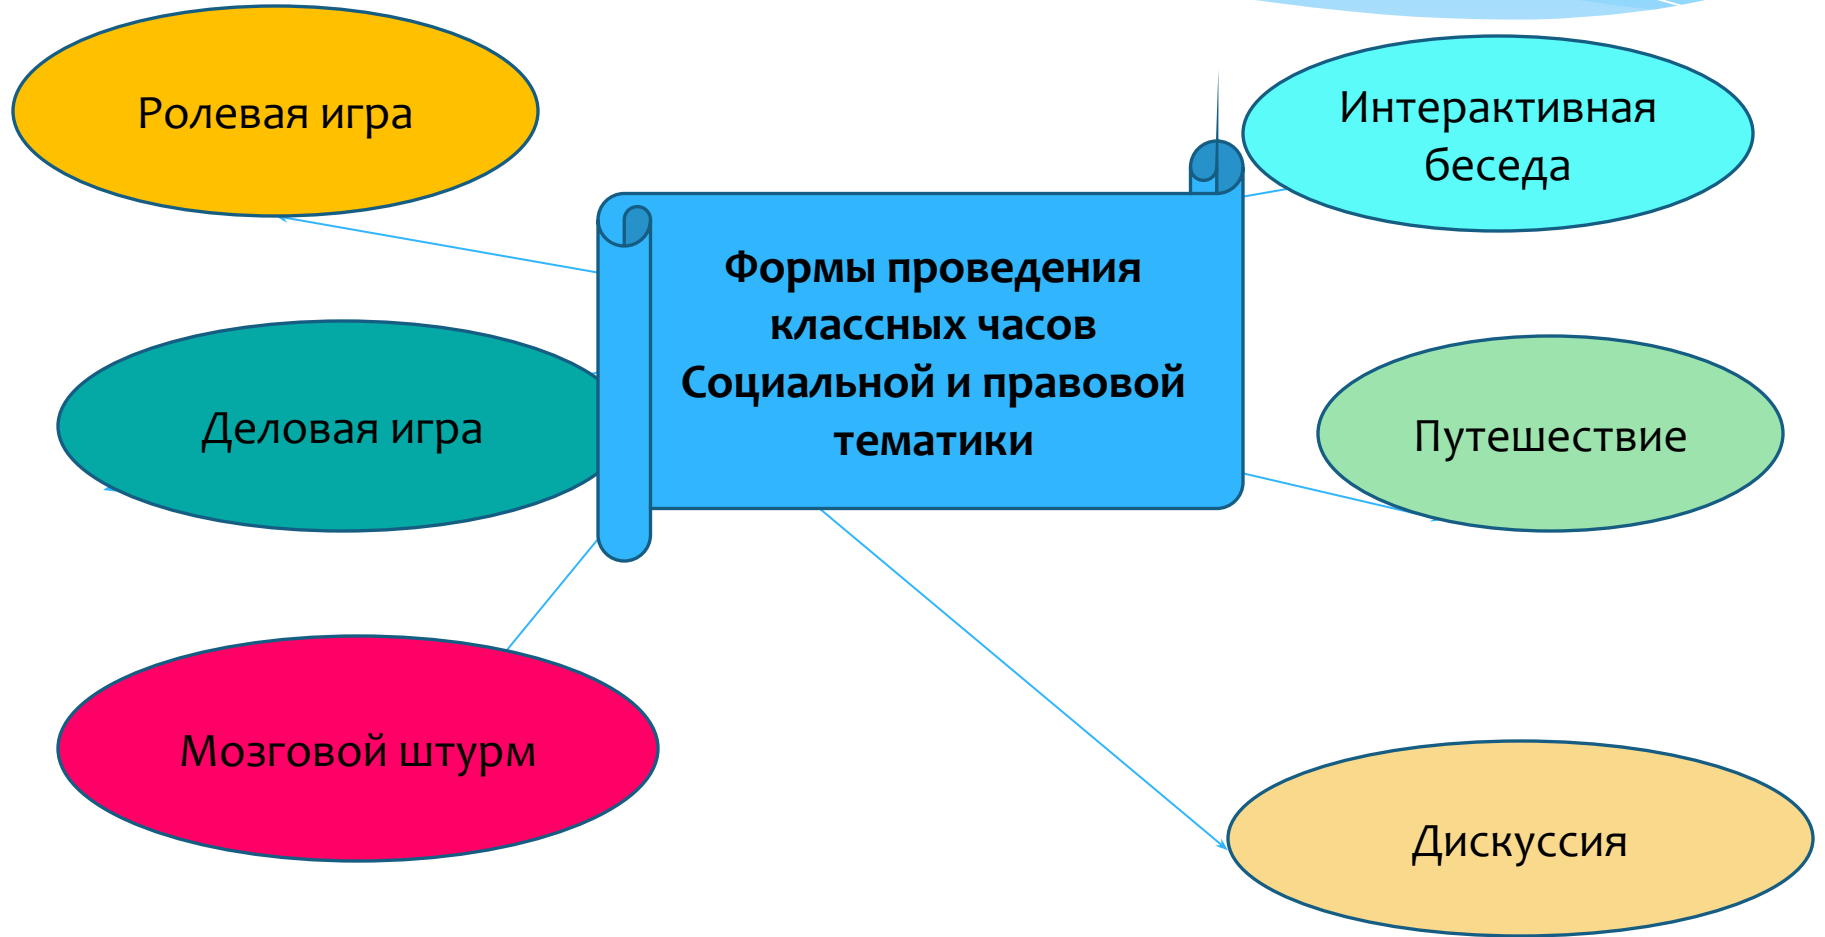 Ролевая игра
Интерактивная
беседа
Формы проведения
классных часов
Социальной и правовой
тематики
Деловая игра
Путешествие
Мозговой штурм
Дискуссия